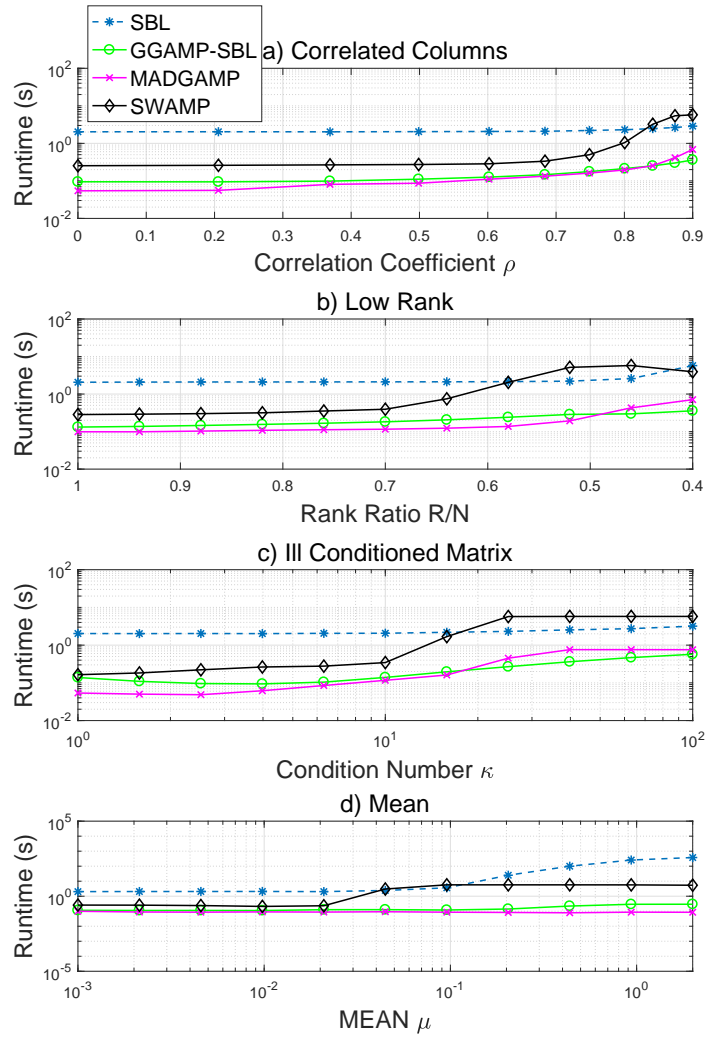 SBL
GGAMP-SBL
MADGAMP
SWAMP
a) Correlated Columns
Runtime (s)
10^2
10^0
10^-2
0 0.1 0.2 0.3 0.4 0.5 0.6 0.7 0.8 0.9
Correlation Coefficient ρ
b) Low Rank
Runtime (s)
10^2
10^0
10^-2
1 0.9 0.8 0.7 0.6 0.5 0.4
Rank Ratio R/N
c) Ill Conditioned Matrix
Runtime (s)
10^2
10^0
10^-2
10^0 10^1 10^2
Condition Number κ
d) Mean
Runtime (s)
10^5
10^0
10^-5
10^-3 10^-2 10^-1 10^0
MEAN μ